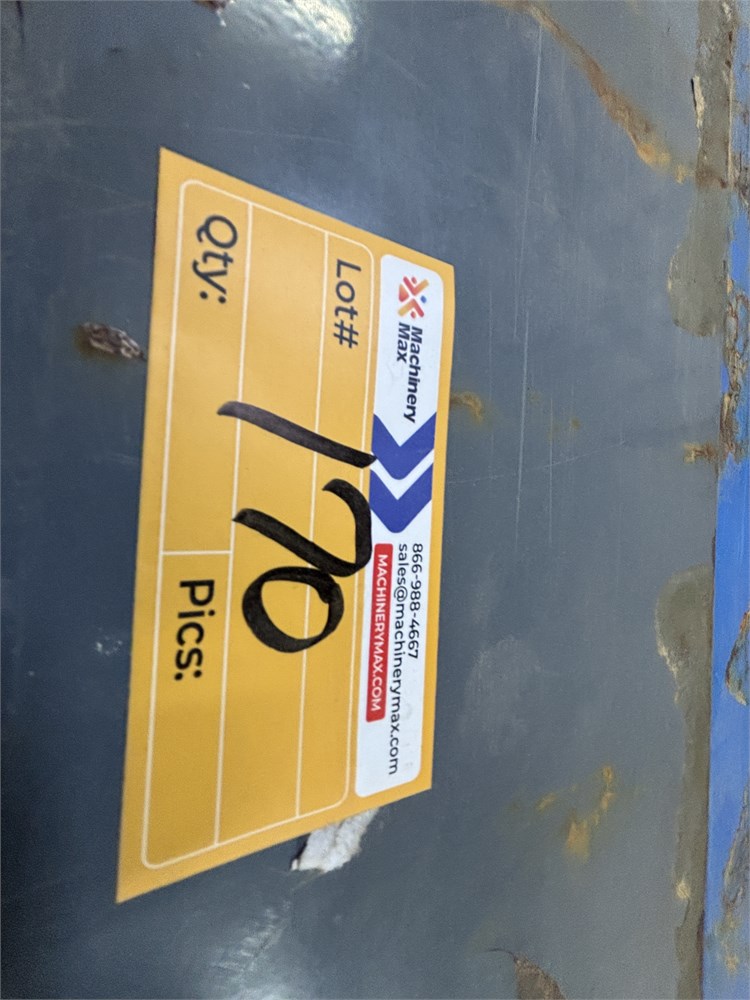 Machinery
Max
866-988-4667
sales@machinerymax.com
MACHINERYMAX.COM
Lot#
170
Qty:
Pics: